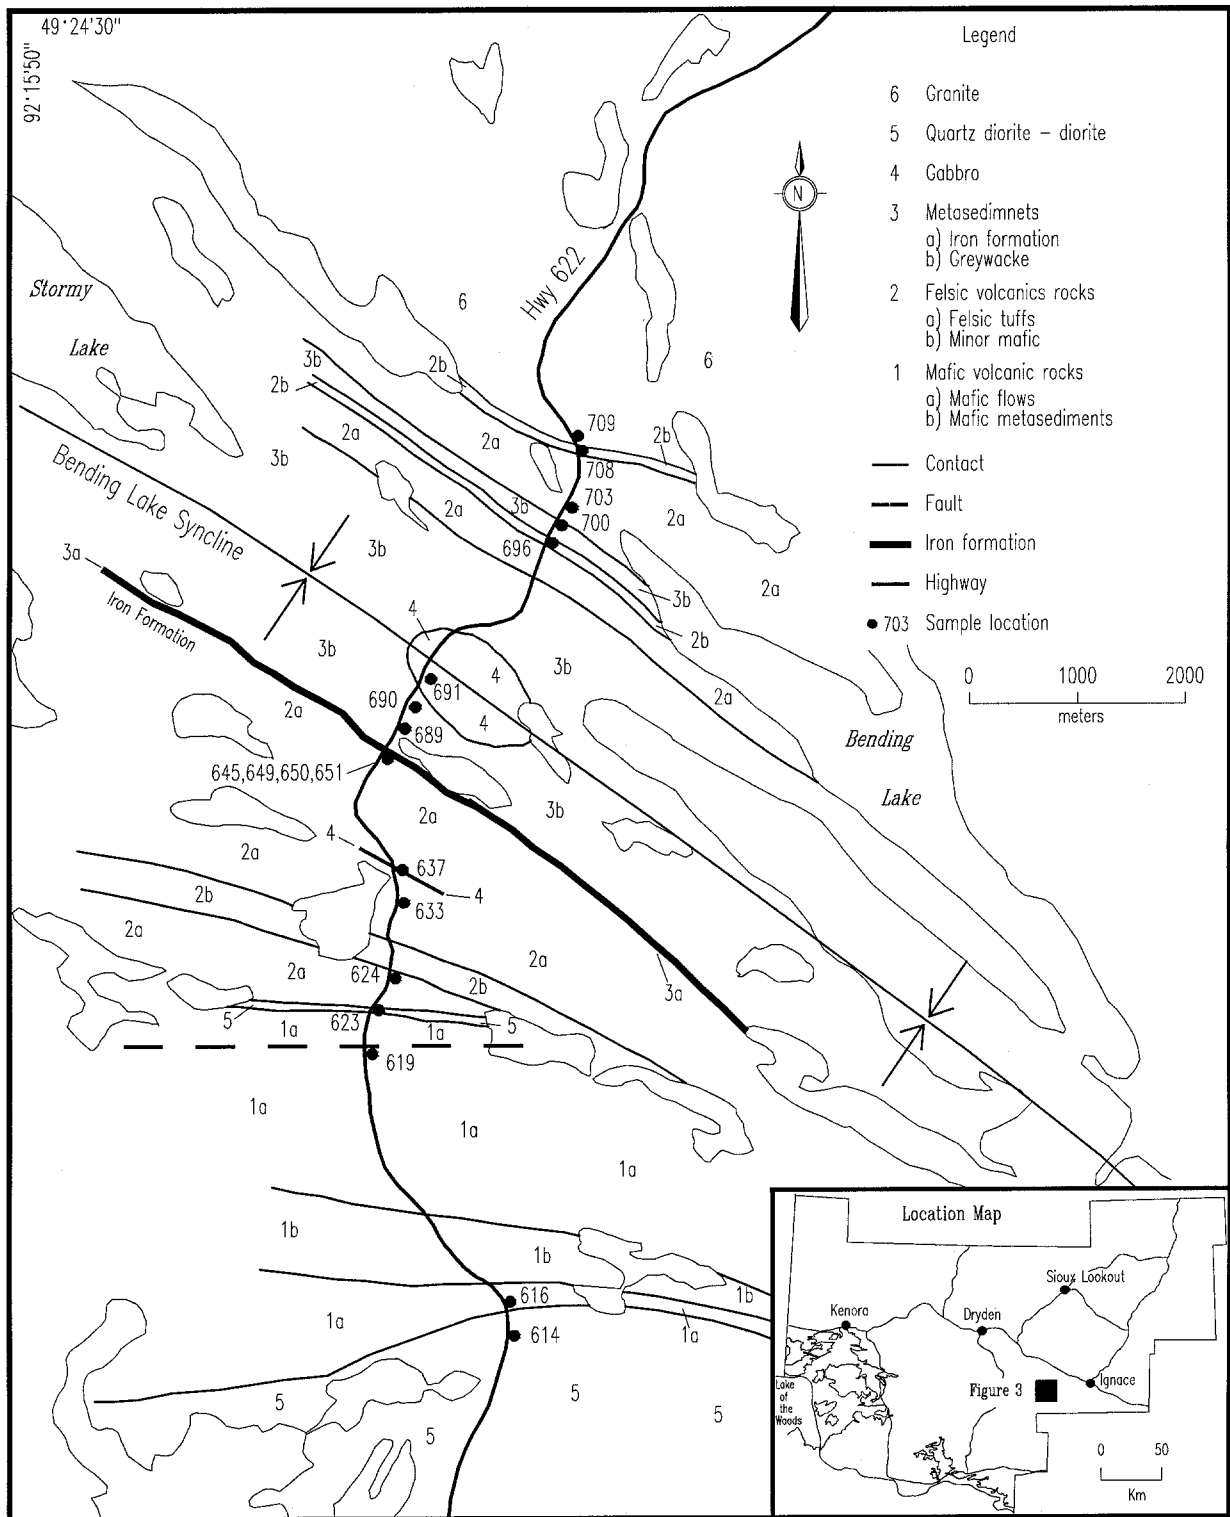 49°24'30"
92°15'50"
Legend
6 Granite
5 Quartz diorite – diorite
4 Gabbro
3 Metasedimnets
a) Iron formation
b) Greywacke
2 Felsic volcanics rocks
a) Felsic tuffs
b) Minor mafic
1 Mafic volcanic rocks
a) Mafic flows
b) Mafic metasediments
Contact
Fault
Iron formation
Highway
703 Sample location
0 1000 2000
meters
N
Hwy 622
Stormy
Lake
6
6
3b
2b
2b
2a
2a
3b
709
2b
708
703
3b
700
2a
2a
696
Bending Lake Syncline
3b
3a
Iron Formation
2a
3b
2b
4
3b
3b
4
2a
690
691
2a
4
689
Bending
645,649,650,651
Lake
3b
2a
4
2a
637
4
2b
633
2a
2a
2a
624
2b
3a
5
623
1a
1a
5
619
1a
1a
1a
1b
1b
1b
616
1a
1a
614
5
5
5
5
Location Map
Sioux Lookout
Kenora
Dryden
Ignace
Figure 3
Lake
of
the
Woods
0 50
Km